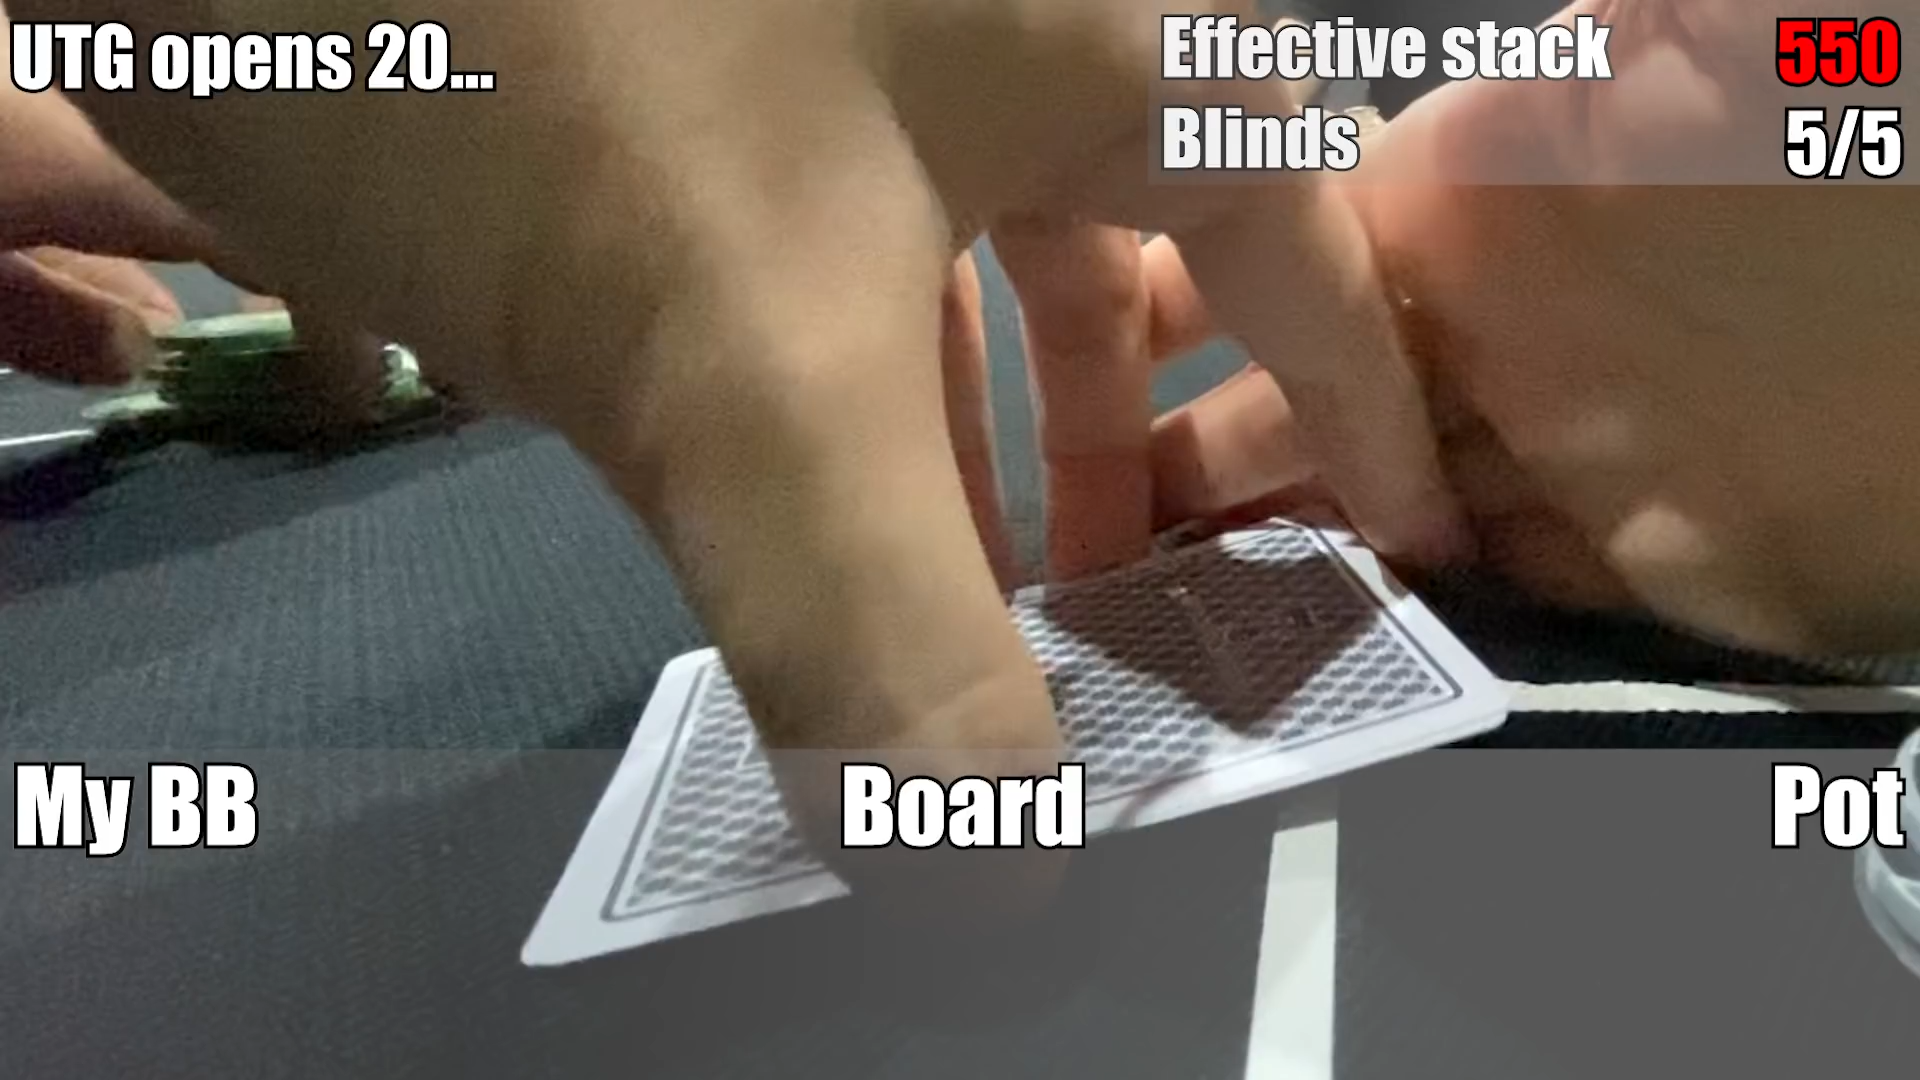 UTG opens 20...
Effective stack 550
Blinds 5/5
My BB Board Pot